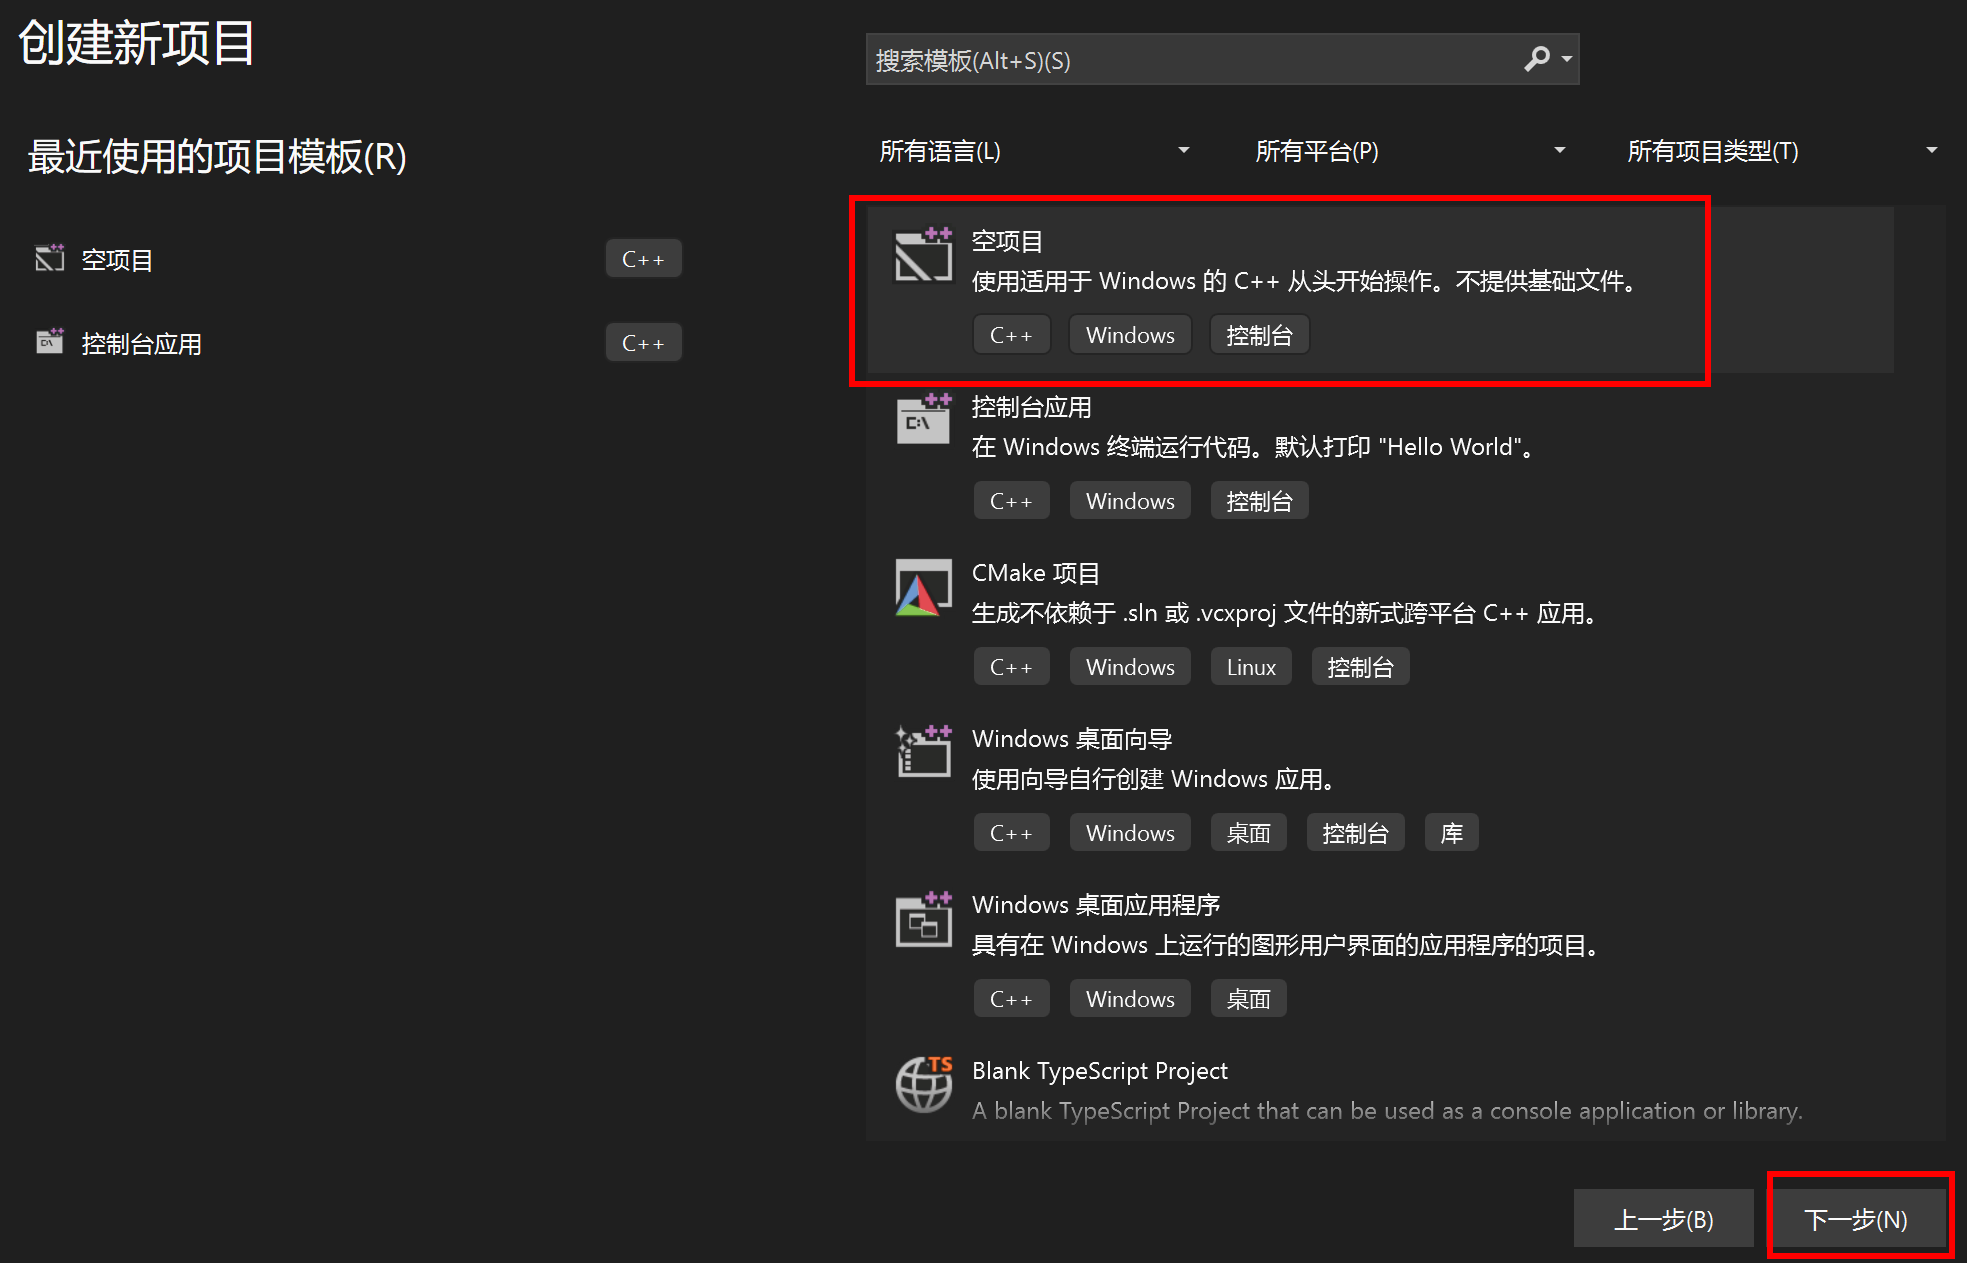 创建新项目
搜索模板(Alt+S)(S)
最近使用的项目模板(R)
所有语言(L) 所有平台(P) 所有项目类型(T)
空项目 C++
控制台应用 C++
空项目
使用适用于 Windows 的 C++ 从头开始操作。不提供基础文件。
C++ Windows 控制台
控制台应用
在 Windows 终端运行代码。默认打印 "Hello World"。
C++ Windows 控制台
CMake 项目
生成不依赖于 .sln 或 .vcxproj 文件的新式跨平台 C++ 应用。
C++ Windows Linux 控制台
Windows 桌面向导
使用向导自行创建 Windows 应用。
C++ Windows 桌面 控制台 库
Windows 桌面应用程序
具有在 Windows 上运行的图形用户界面的应用程序的项目。
C++ Windows 桌面
Blank TypeScript Project
A blank TypeScript Project that can be used as a console application or library.
上一步(B) 下一步(N)